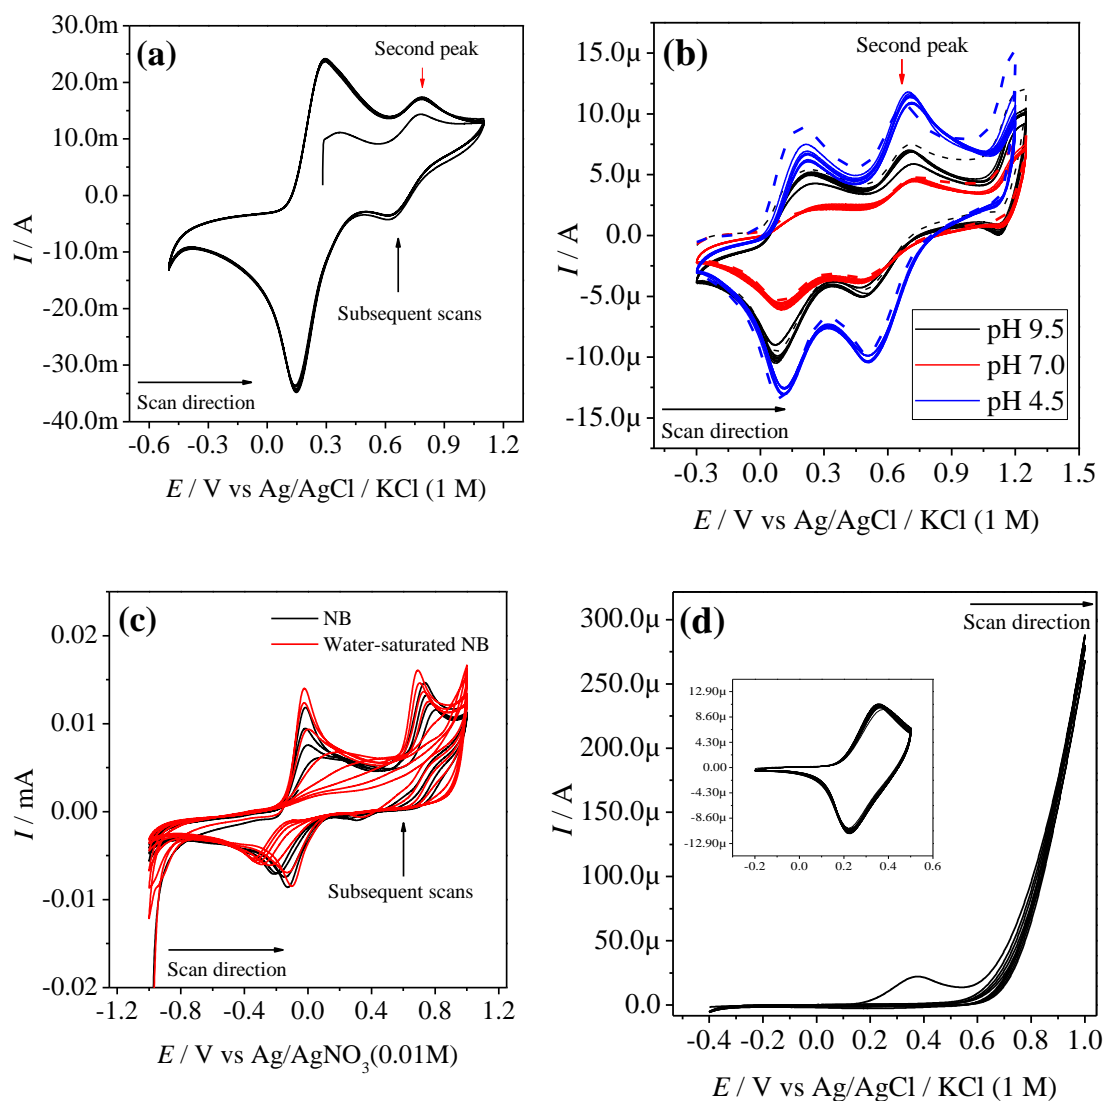 (a)
Second peak
Subsequent scans
Scan direction
30.0m
20.0m
10.0m
0.0
-10.0m
-20.0m
-30.0m
-40.0m
I / A
-0.6 -0.3 0.0 0.3 0.6 0.9 1.2
E / V vs Ag/AgCl / KCl (1 M)
(b)
Second peak
15.0µ
10.0µ
5.0µ
0.0
-5.0µ
-10.0µ
-15.0µ
I / A
pH 9.5
pH 7.0
pH 4.5
Scan direction
-0.3 0.0 0.3 0.6 0.9 1.2 1.5
E / V vs Ag/AgCl / KCl (1 M)
(c)
NB
Water-saturated NB
Subsequent scans
Scan direction
0.02
0.01
0.00
-0.01
-0.02
I / mA
-1.2 -0.8 -0.4 0.0 0.4 0.8 1.2
E / V vs Ag/AgNO3(0.01M)
(d)
Scan direction
300.0µ
250.0µ
200.0µ
150.0µ
100.0µ
50.0µ
0.0
I / A
12.90µ
8.60µ
4.30µ
0.00
-4.30µ
-8.60µ
-12.90µ
-0.2 0.0 0.2 0.4 0.6
-0.4 -0.2 0.0 0.2 0.4 0.6 0.8 1.0
E / V vs Ag/AgCl / KCl (1 M)